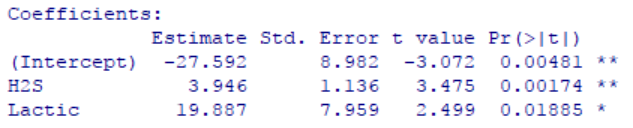 Coefficients:
Estimate Std. Error t value Pr(>|t|)
(Intercept) -27.592 8.982 -3.072 0.00481 **
H2S 3.946 1.136 3.475 0.00174 **
Lactic 19.887 7.959 2.499 0.01885 *